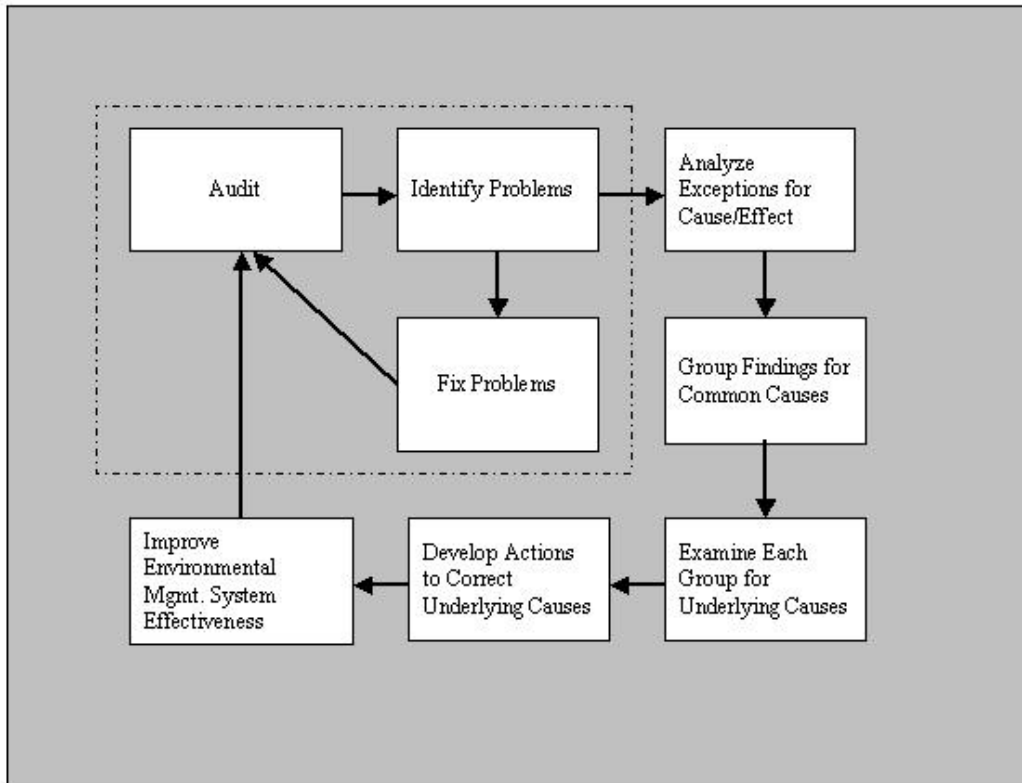 Audit
Identify Problems
Analyze
Exceptions for
Cause/Effect
Fix Problems
Group Findings for
Common Causes
Improve
Environmental
Mgmt. System
Effectiveness
Develop Actions
to Correct
Underlying Causes
Examine Each
Group for
Underlying Causes